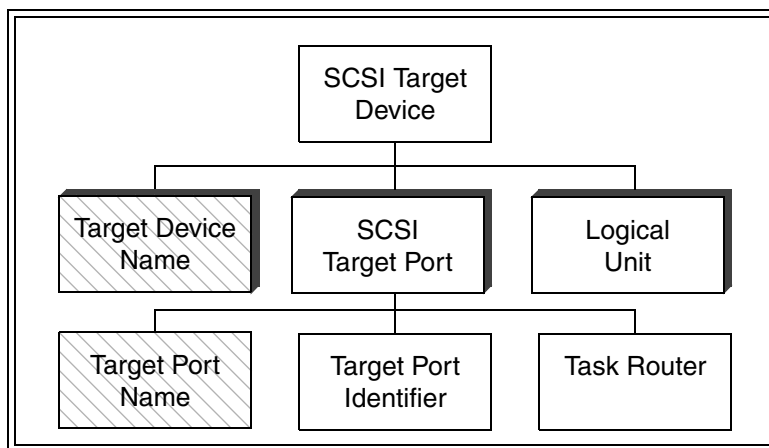 SCSI Target
Device
Target Device
Name
SCSI
Target Port
Logical
Unit
Target Port
Name
Target Port
Identifier
Task Router